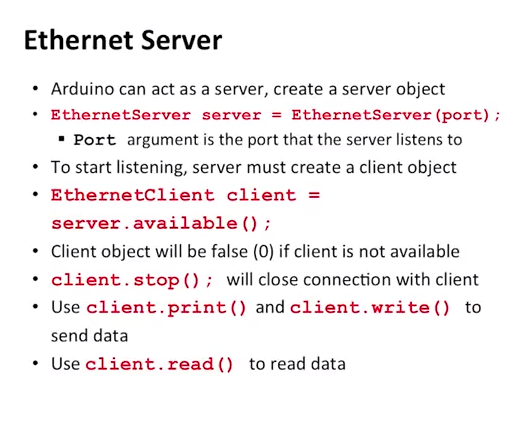 Ethernet Server
• Arduino can act as a server, create a server object
• EthernetServer server = EthernetServer(port);
▪ Port argument is the port that the server listens to
• To start listening, server must create a client object
• EthernetClient client =
server.available();
• Client object will be false (0) if client is not available
• client.stop(); will close connection with client
• Use client.print() and client.write() to
send data
• Use client.read() to read data